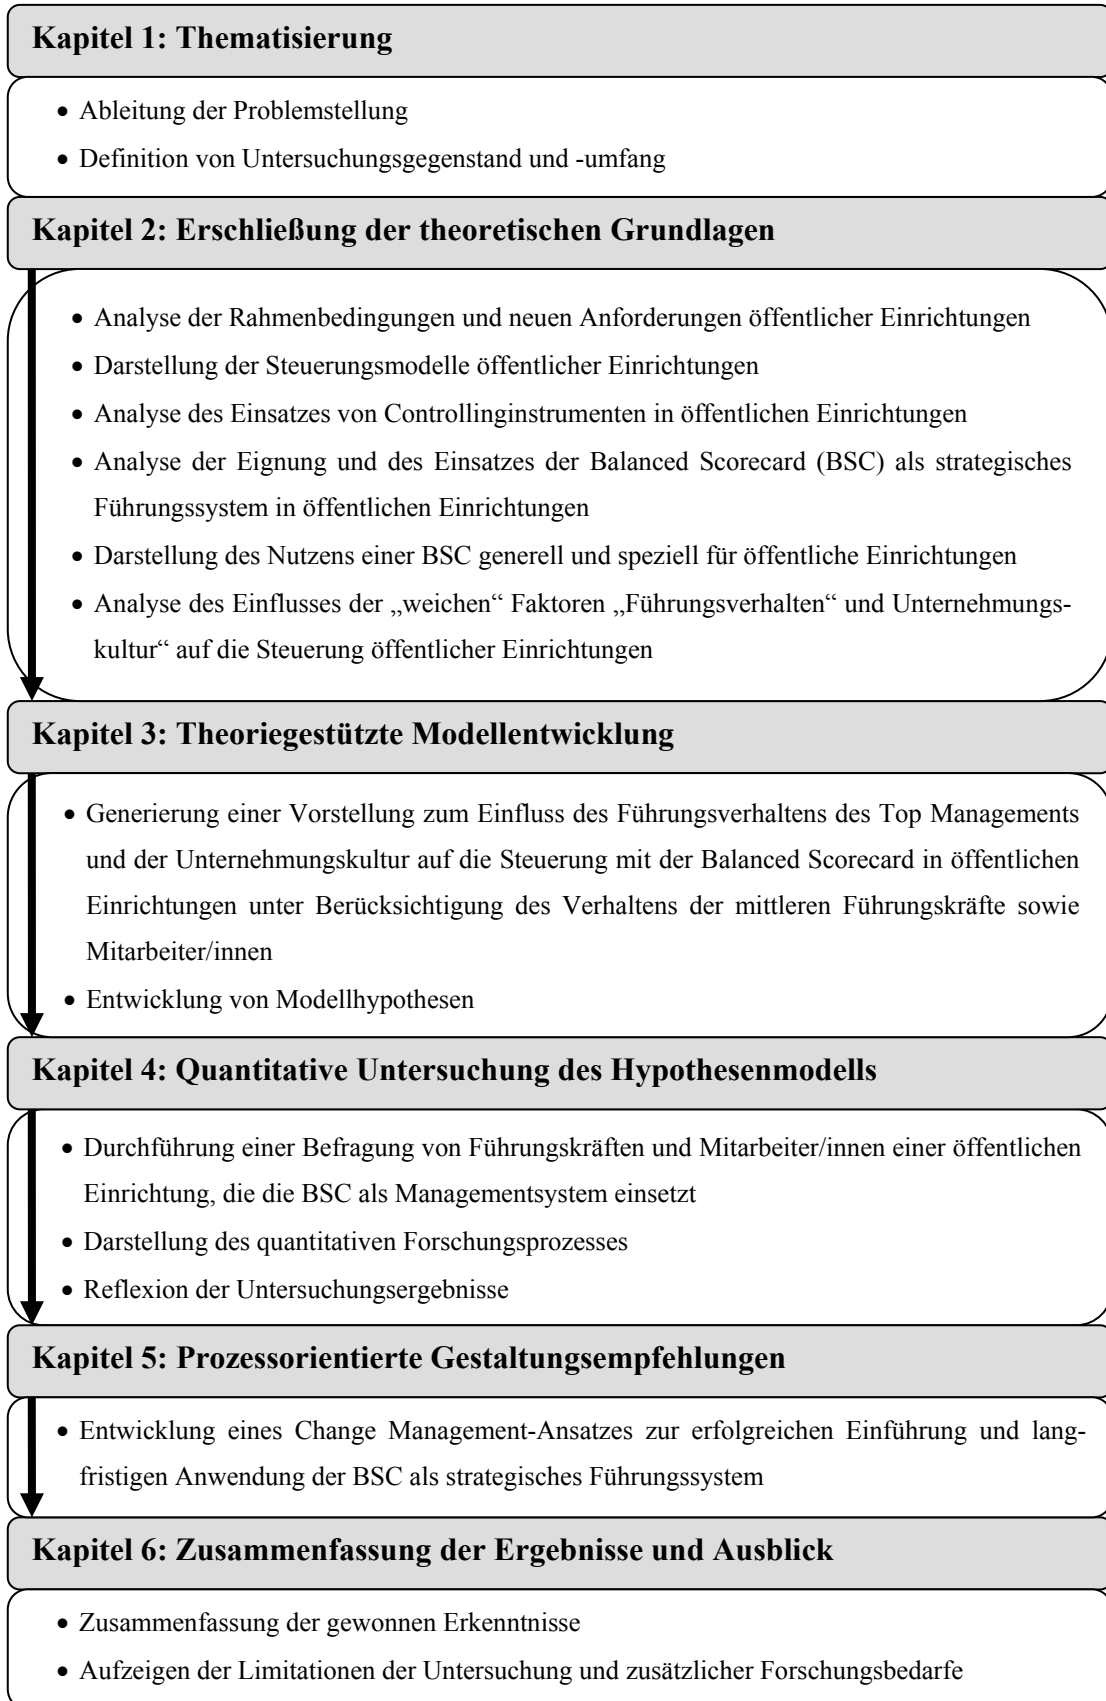 Kapitel 1: Thematisierung
• Ableitung der Problemstellung
• Definition von Untersuchungsgegenstand und -umfang
Kapitel 2: Erschließung der theoretischen Grundlagen
• Analyse der Rahmenbedingungen und neuen Anforderungen öffentlicher Einrichtungen
• Darstellung der Steuerungsmodelle öffentlicher Einrichtungen
• Analyse des Einsatzes von Controllinginstrumenten in öffentlichen Einrichtungen
• Analyse der Eignung und des Einsatzes der Balanced Scorecard (BSC) als strategisches
Führungssystem in öffentlichen Einrichtungen
• Darstellung des Nutzens einer BSC generell und speziell für öffentliche Einrichtungen
• Analyse des Einflusses der „weichen“ Faktoren „Führungsverhalten“ und Unternehmungs-
kultur“ auf die Steuerung öffentlicher Einrichtungen
Kapitel 3: Theoriegestützte Modellentwicklung
• Generierung einer Vorstellung zum Einfluss des Führungsverhaltens des Top Managements
und der Unternehmungskultur auf die Steuerung mit der Balanced Scorecard in öffentlichen
Einrichtungen unter Berücksichtigung des Verhaltens der mittleren Führungskräfte sowie
Mitarbeiter/innen
• Entwicklung von Modellhypothesen
Kapitel 4: Quantitative Untersuchung des Hypothesenmodells
• Durchführung einer Befragung von Führungskräften und Mitarbeiter/innen einer öffentlichen
Einrichtung, die die BSC als Managementsystem einsetzt
• Darstellung des quantitativen Forschungsprozesses
• Reflexion der Untersuchungsergebnisse
Kapitel 5: Prozessorientierte Gestaltungsempfehlungen
• Entwicklung eines Change Management-Ansatzes zur erfolgreichen Einführung und lang-
fristigen Anwendung der BSC als strategisches Führungssystem
Kapitel 6: Zusammenfassung der Ergebnisse und Ausblick
• Zusammenfassung der gewonnen Erkenntnisse
• Aufzeigen der Limitationen der Untersuchung und zusätzlicher Forschungsbedarfe